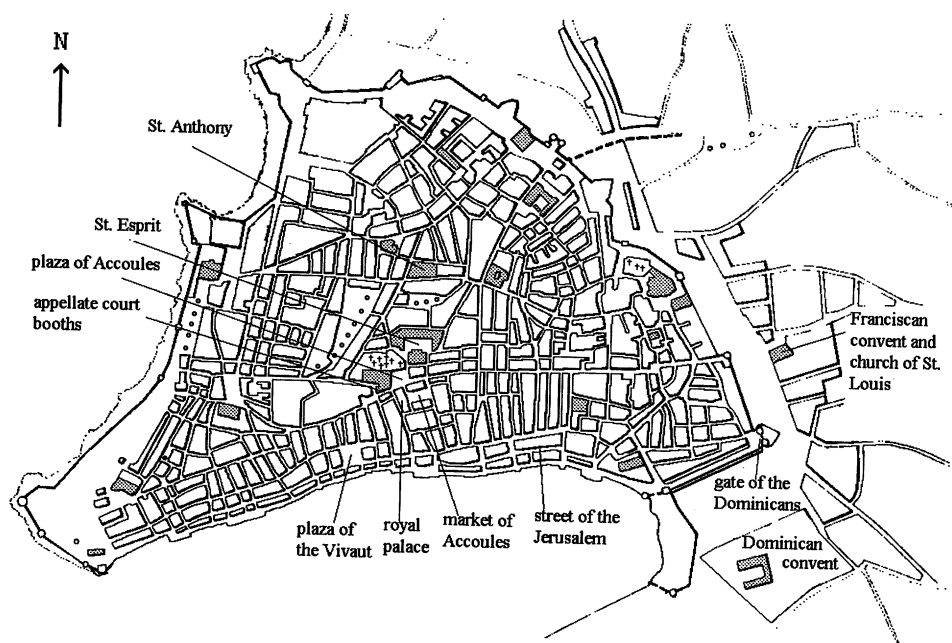 N
St. Anthony
St. Esprit
plaza of Accoules
appellate court
booths
Franciscan
convent and
church of St.
Louis
gate of the
Dominicans
plaza of
the Vivaut
royal
palace
market of
Accoules
street of the
Jerusalem
Dominican
convent